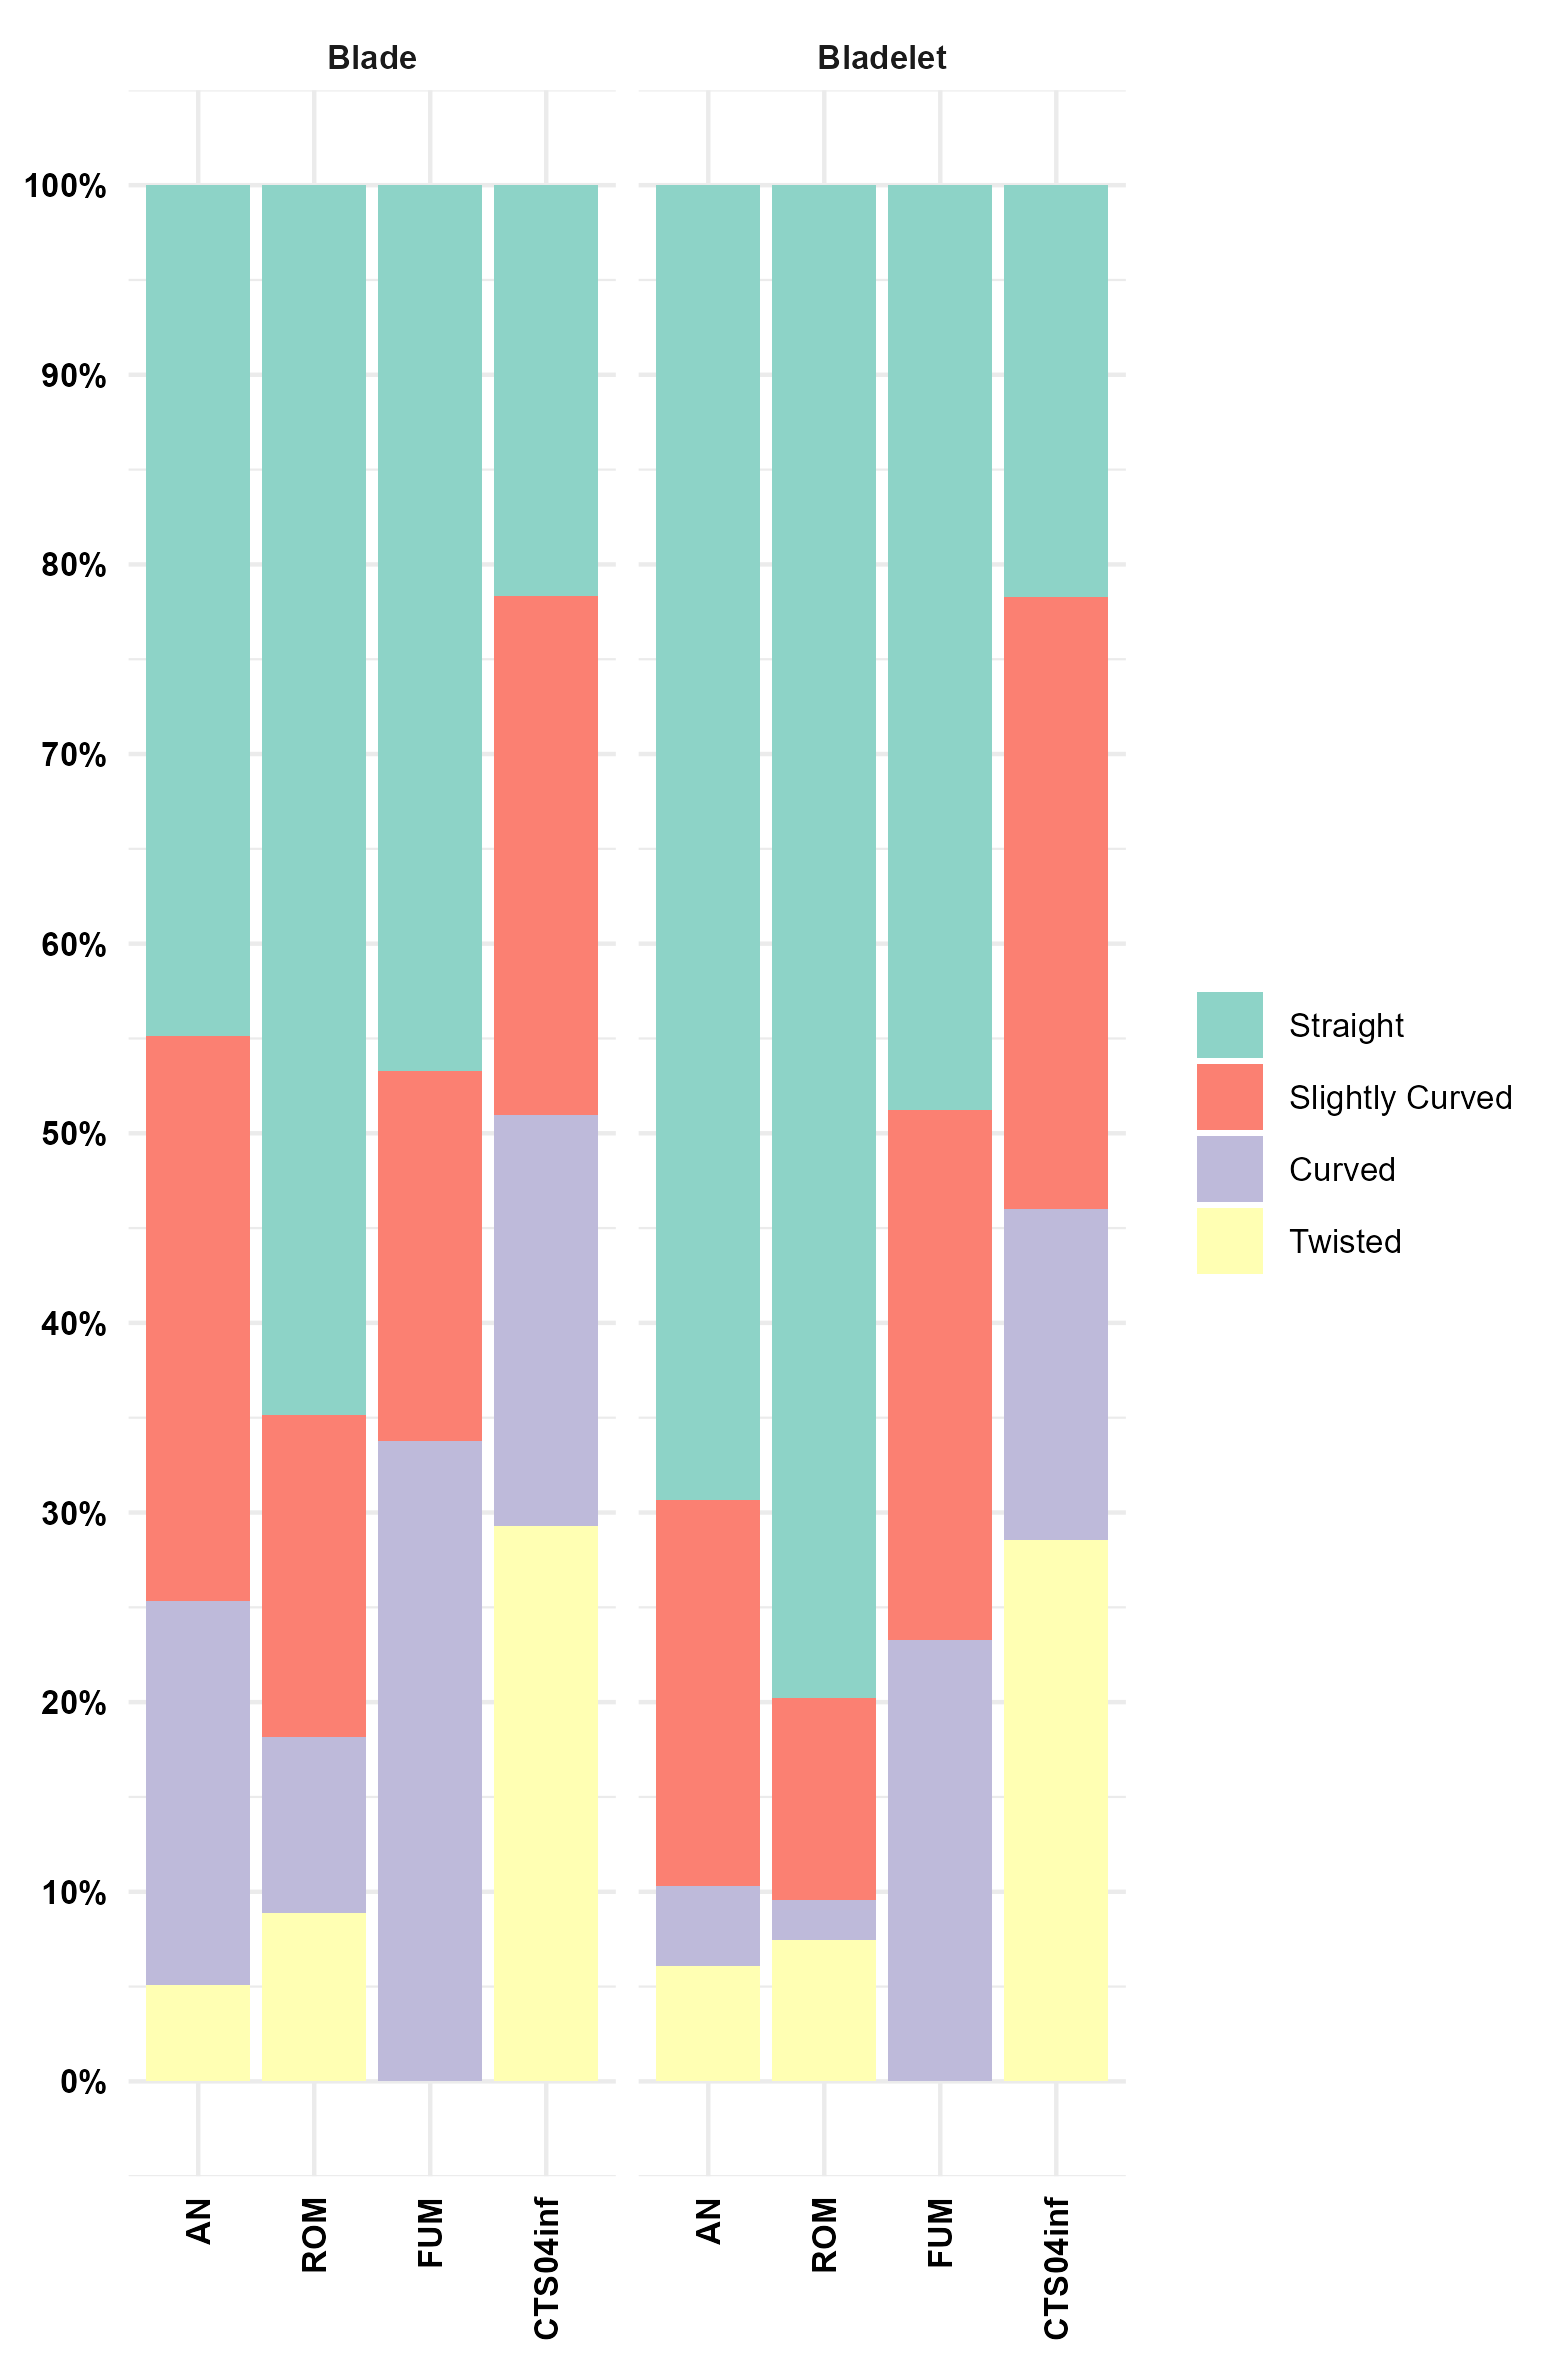 Blade
Bladelet
100%
90%
80%
70%
60%
50%
40%
30%
20%
10%
0%
Straight
Slightly Curved
Curved
Twisted
AN
ROM
FUM
CTS04inf
AN
ROM
FUM
CTS04inf